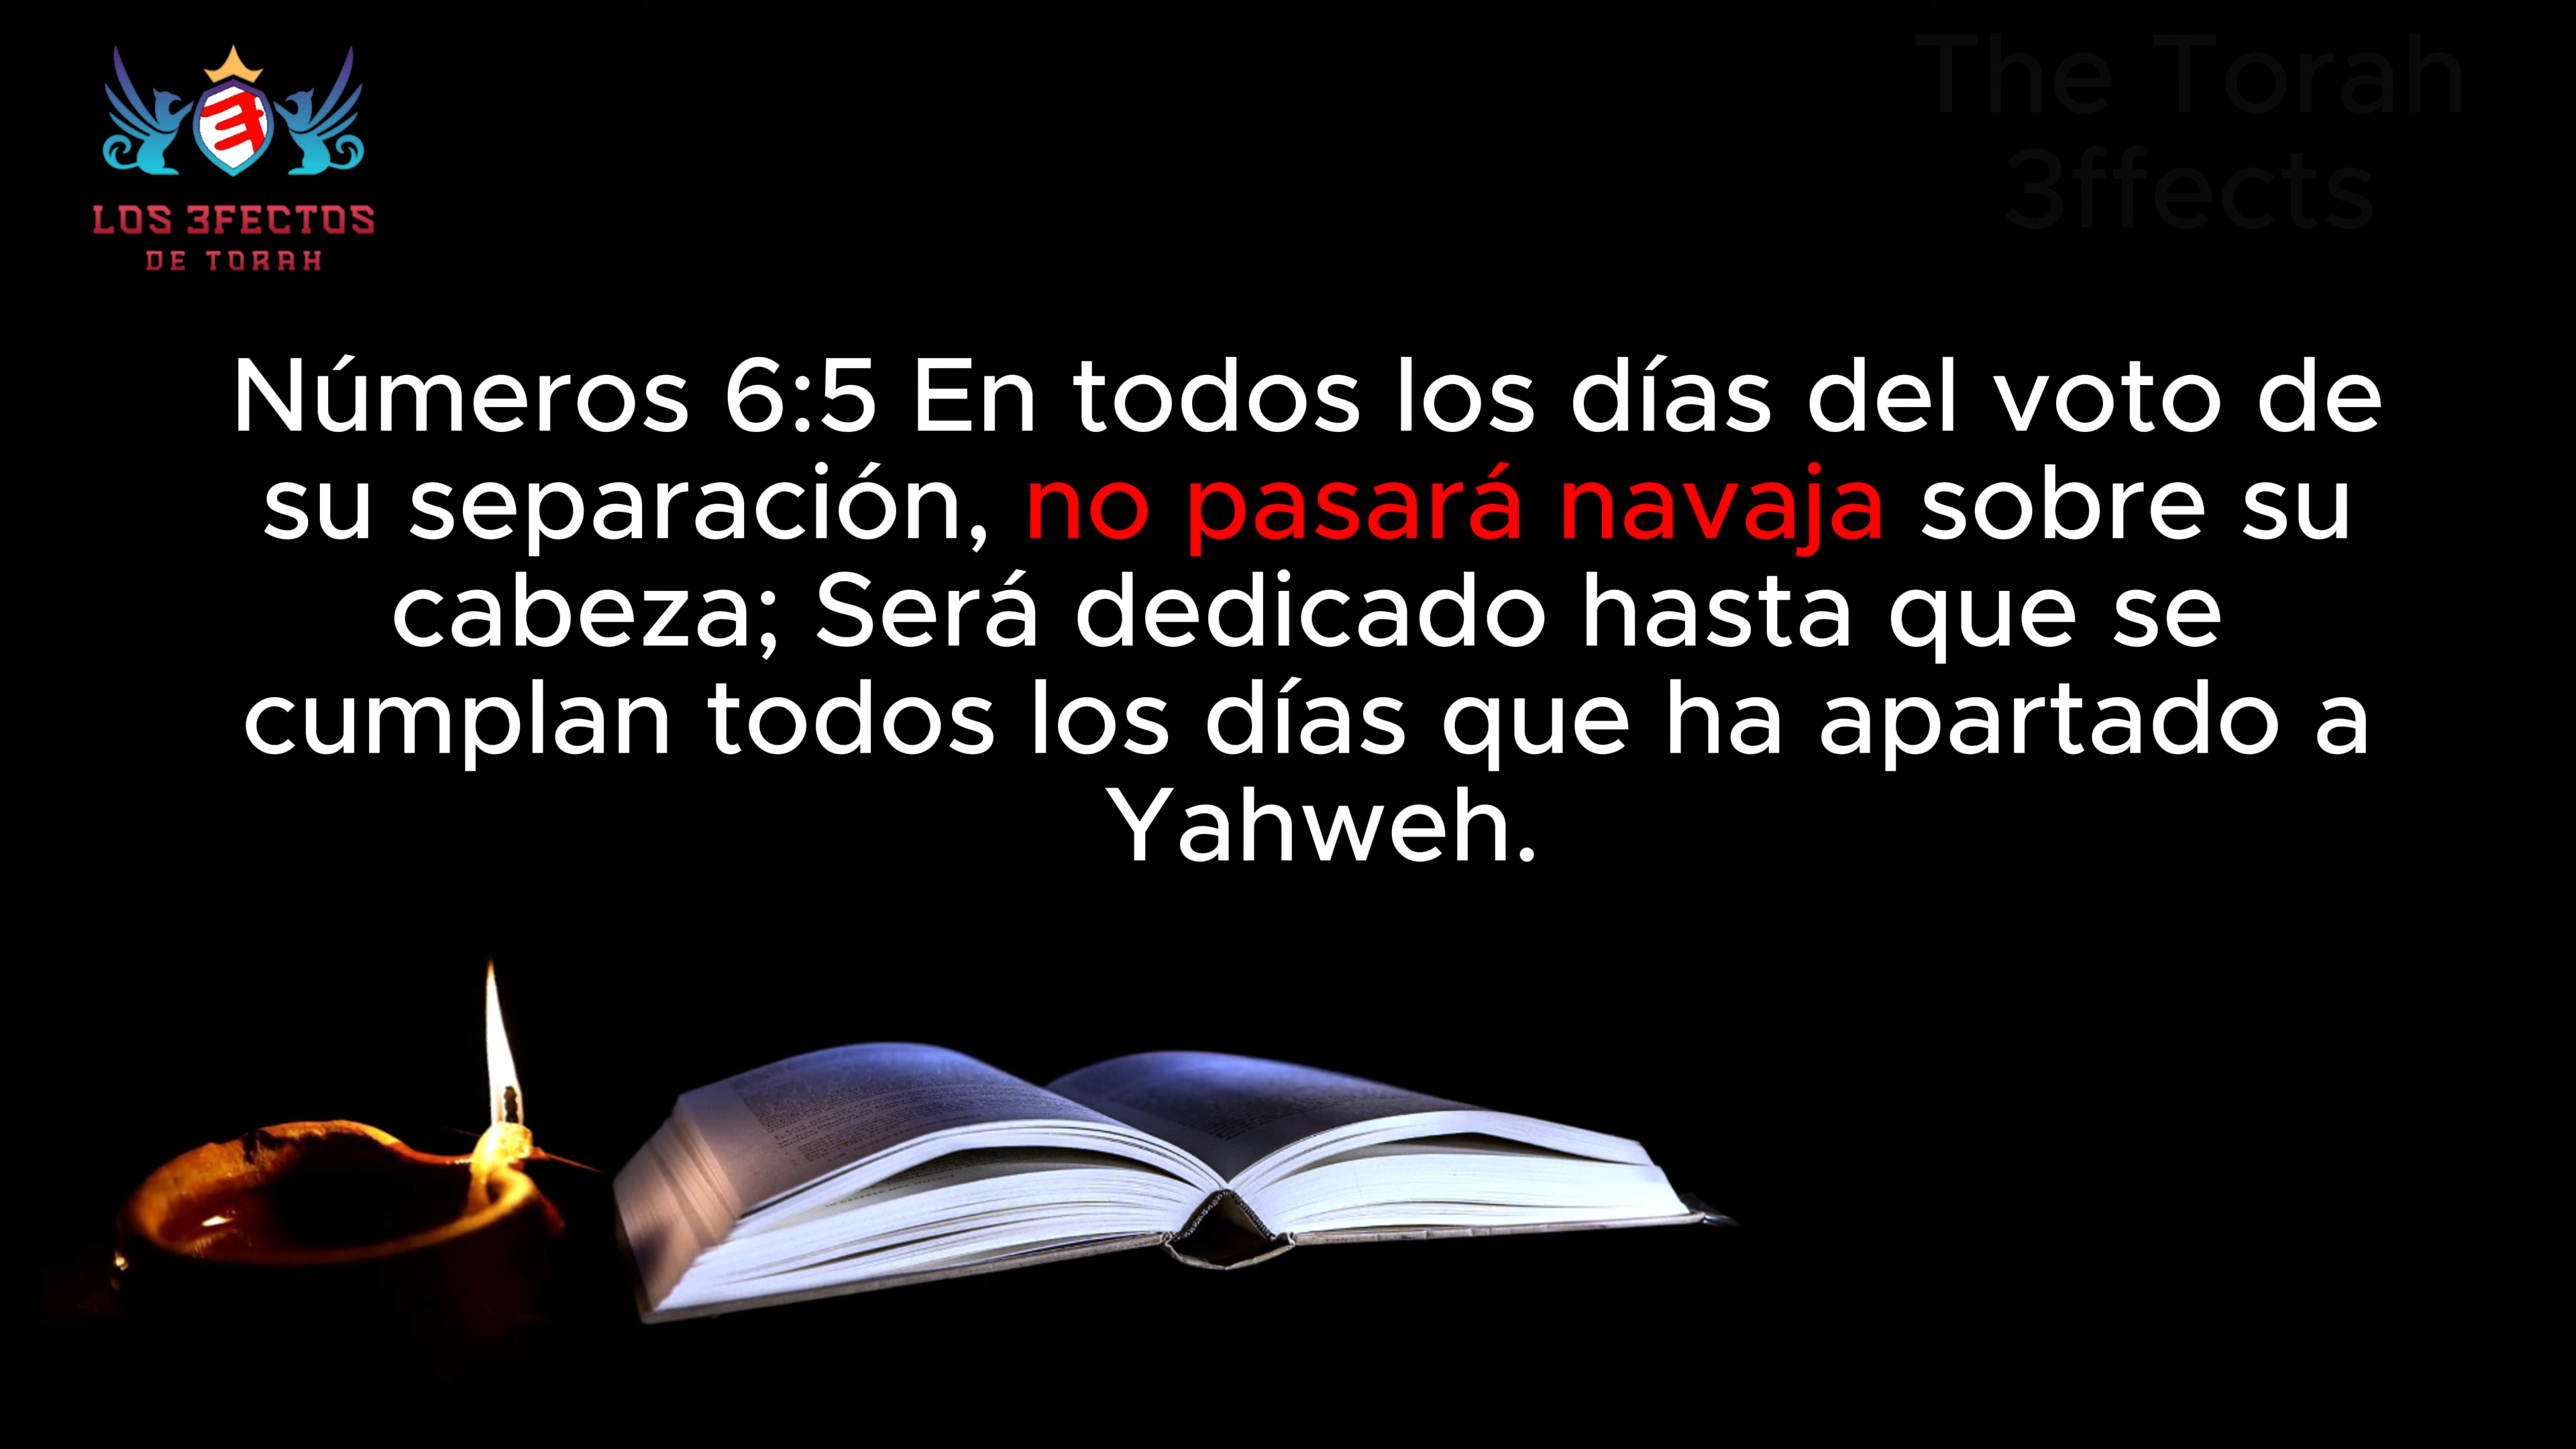 LOS 3FECTOS
DE TORAH
The Torah
3ffects
Números 6:5 En todos los días del voto de
su separación, no pasará navaja sobre su
cabeza; Será dedicado hasta que se
cumplan todos los días que ha apartado a
Yahweh.